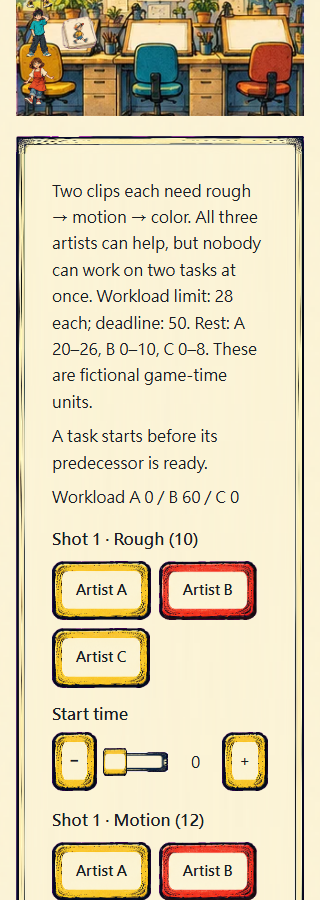 Two clips each need rough
→ motion → color. All three
artists can help, but nobody
can work on two tasks at
once. Workload limit: 28
each; deadline: 50. Rest: A
20–26, B 0–10, C 0–8. These
are fictional game-time
units.
A task starts before its
predecessor is ready.
Workload A 0 / B 60 / C 0
Shot 1 · Rough (10)
Artist A
Artist B
Artist C
Start time
−
0
+
Shot 1 · Motion (12)
Artist A
Artist B